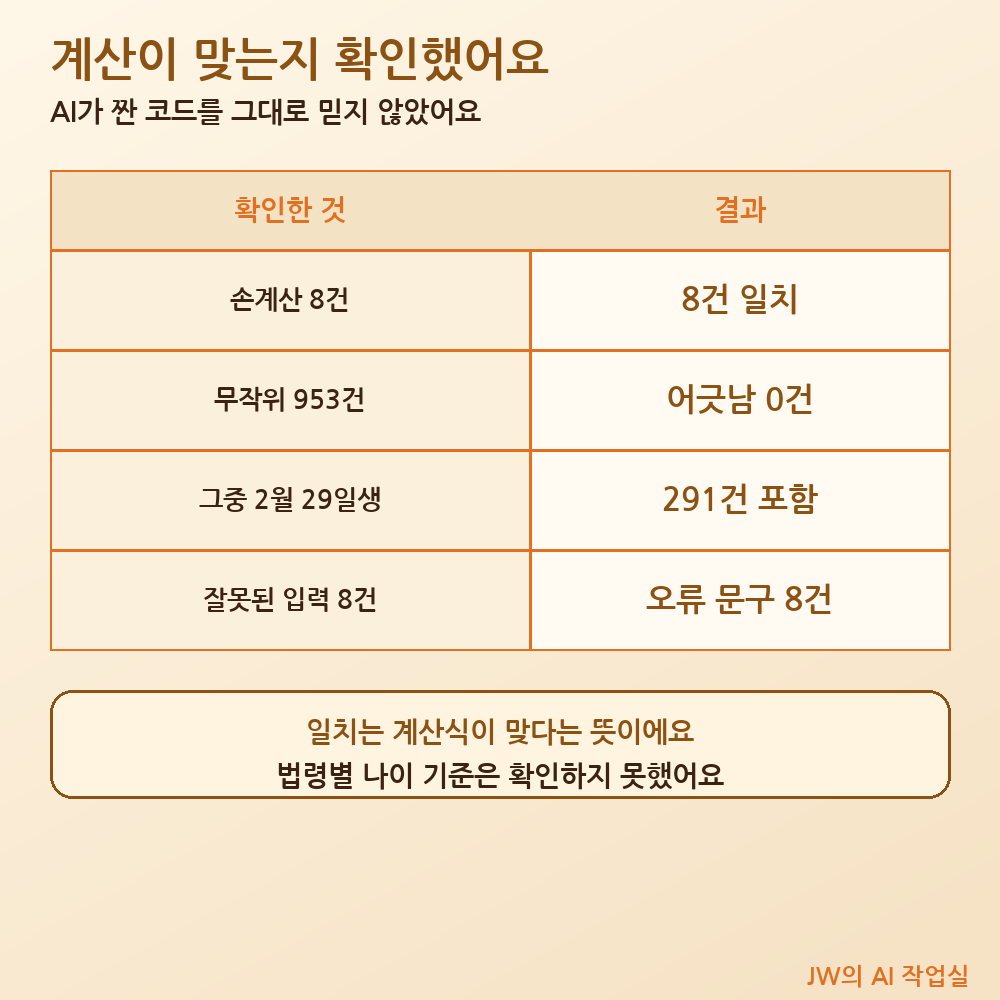 계산이 맞는지 확인했어요
AI가 짠 코드를 그대로 믿지 않았어요
확인한 것 결과
손계산 8건 8건 일치
무작위 953건 어긋남 0건
그중 2월 29일생 291건 포함
잘못된 입력 8건 오류 문구 8건
일치는 계산식이 맞다는 뜻이에요
법령별 나이 기준은 확인하지 못했어요
JW의 AI 작업실